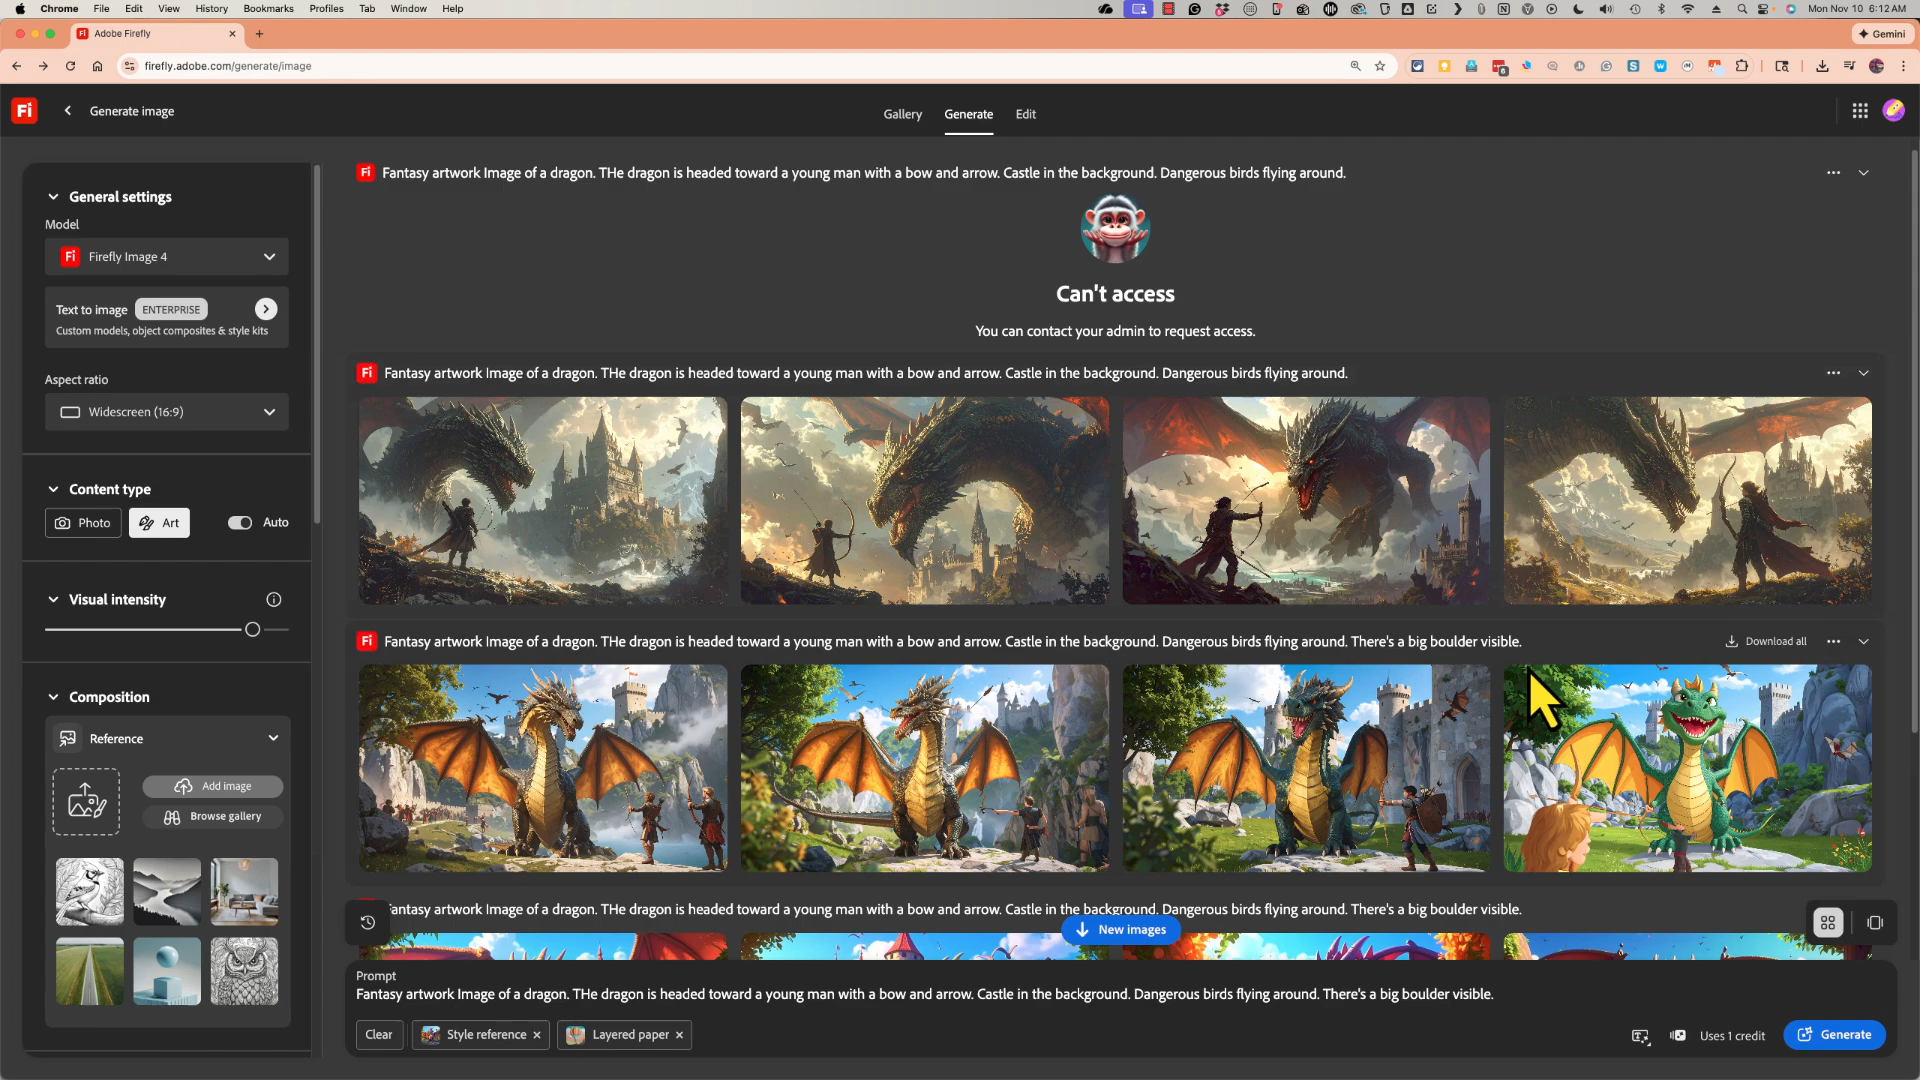 Chrome File Edit View History Bookmarks Profiles Tab Window Help
Mon Nov 10 6:12 AM
Adobe Firefly
Gemini
firefly.adobe.com/generate/image
6
Fi
Generate image
Gallery
Generate
Edit
General settings
Model
Fi Firefly Image 4
Text to image ENTERPRISE
Custom models, object composites & style kits
Aspect ratio
Widescreen (16:9)
Content type
Photo
Art
Auto
Visual intensity
Composition
Reference
Add image
Browse gallery
Fi Fantasy artwork Image of a dragon. THe dragon is headed toward a young man with a bow and arrow. Castle in the background. Dangerous birds flying around.
Can't access
You can contact your admin to request access.
Fi Fantasy artwork Image of a dragon. THe dragon is headed toward a young man with a bow and arrow. Castle in the background. Dangerous birds flying around.
Fi Fantasy artwork Image of a dragon. THe dragon is headed toward a young man with a bow and arrow. Castle in the background. Dangerous birds flying around. There's a big boulder visible.
Download all
antasy artwork Image of a dragon. THe dragon is headed toward a young man with a bow and arrow. Castle in the background. Dangerous birds flying around. There's a big boulder visible.
New images
Prompt
Fantasy artwork Image of a dragon. THe dragon is headed toward a young man with a bow and arrow. Castle in the background. Dangerous birds flying around. There's a big boulder visible.
Clear
Style reference
Layered paper
Uses 1 credit
Generate